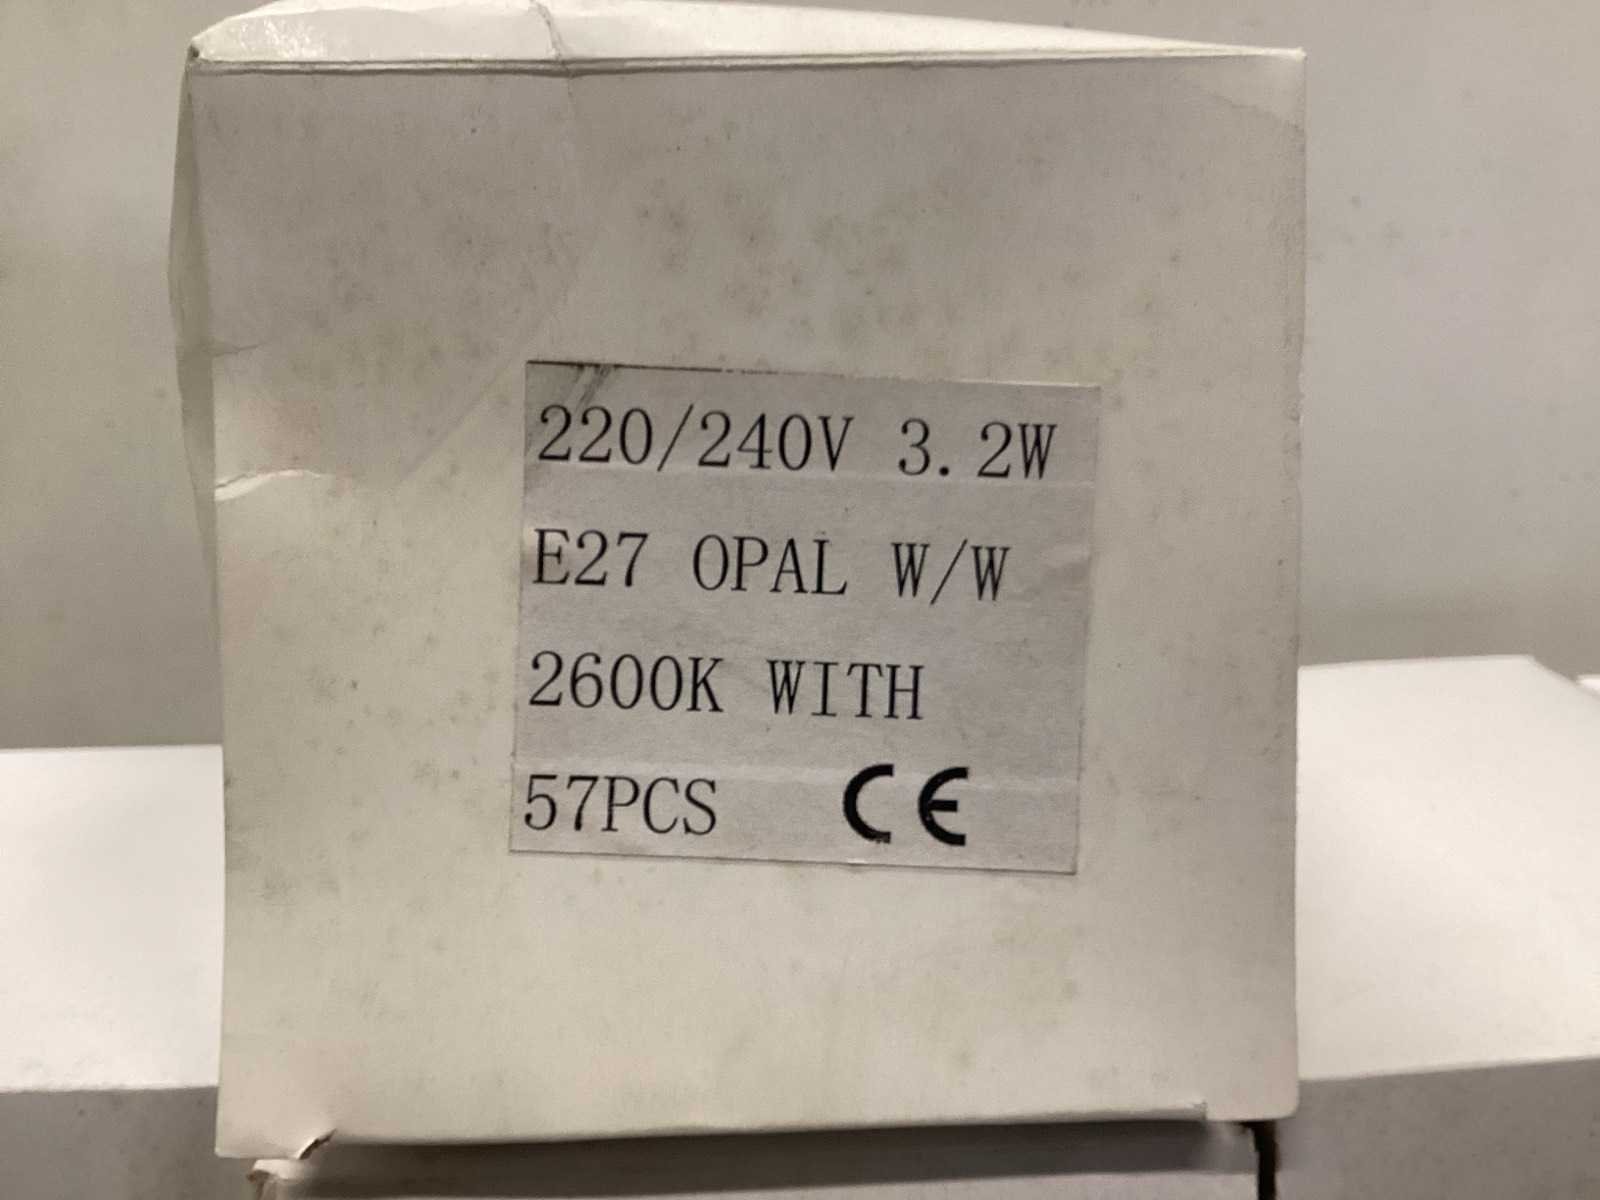 220/240V 3.2W
E27 OPAL W/W
2600K WITH
57PCS CE